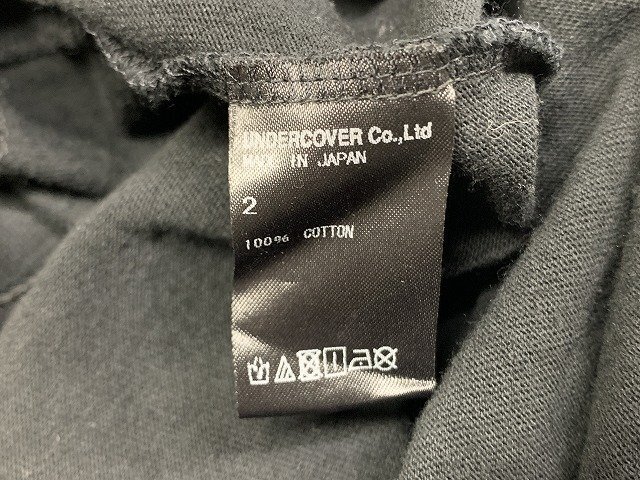 UNDERCOVER Co.,Ltd
MADE IN JAPAN
2
100% COTTON